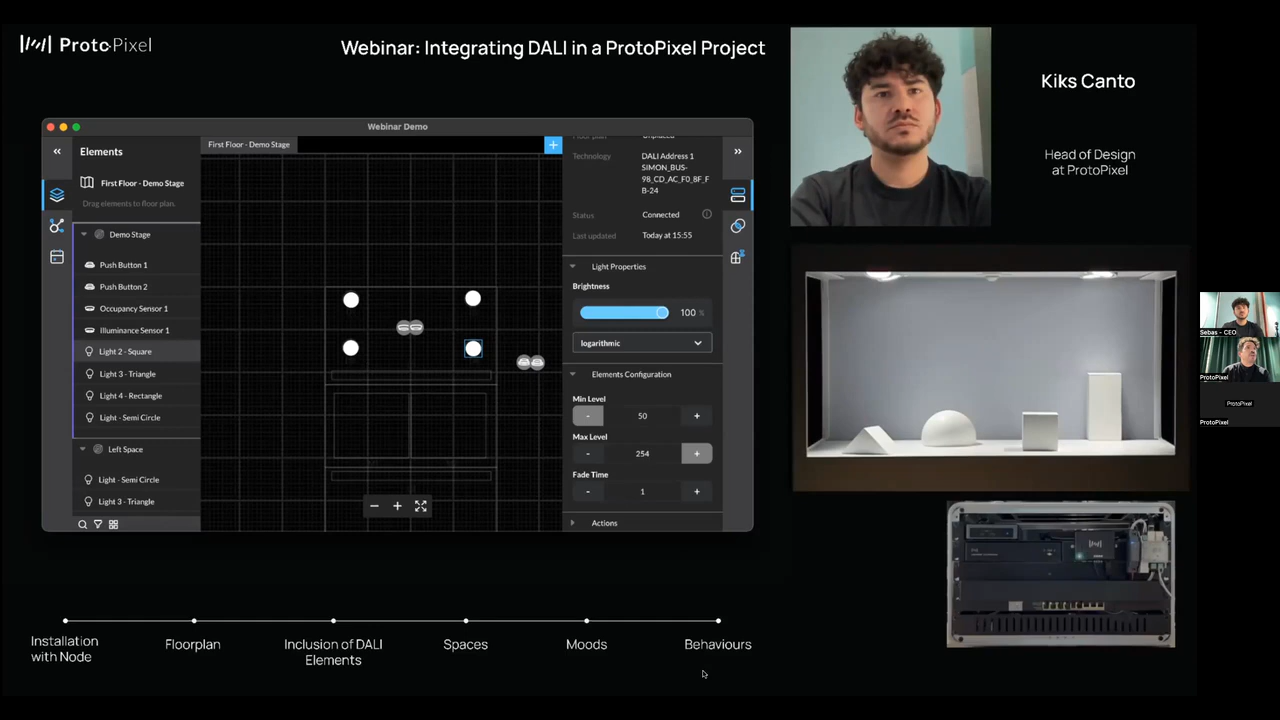 Proto·Pixel
Webinar: Integrating DALI in a ProtoPixel Project
Kiks Canto
Head of Design
at ProtoPixel
Webinar Demo
Elements
First Floor - Demo Stage
Drag elements to floor plan.
Demo Stage
Push Button 1
Push Button 2
Occupancy Sensor 1
Illuminance Sensor 1
Light 2 - Square
Light 3 - Triangle
Light 4 - Rectangle
Light - Semi Circle
Left Space
Light - Semi Circle
Light 3 - Triangle
First Floor - Demo Stage
Technology
DALI Address 1
SIMON_BUS-
98_CD_AC_F0_8F_F
B-24
Status
Connected
Last updated
Today at 15:55
Light Properties
Brightness
100 %
logarithmic
Elements Configuration
Min Level
- 50 +
Max Level
- 254 +
Fade Time
- 1 +
Actions
Sebas - CEO
ProtoPixel
ProtoPixel
ProtoPixel
Installation
with Node
Floorplan
Inclusion of DALI
Elements
Spaces
Moods
Behaviours